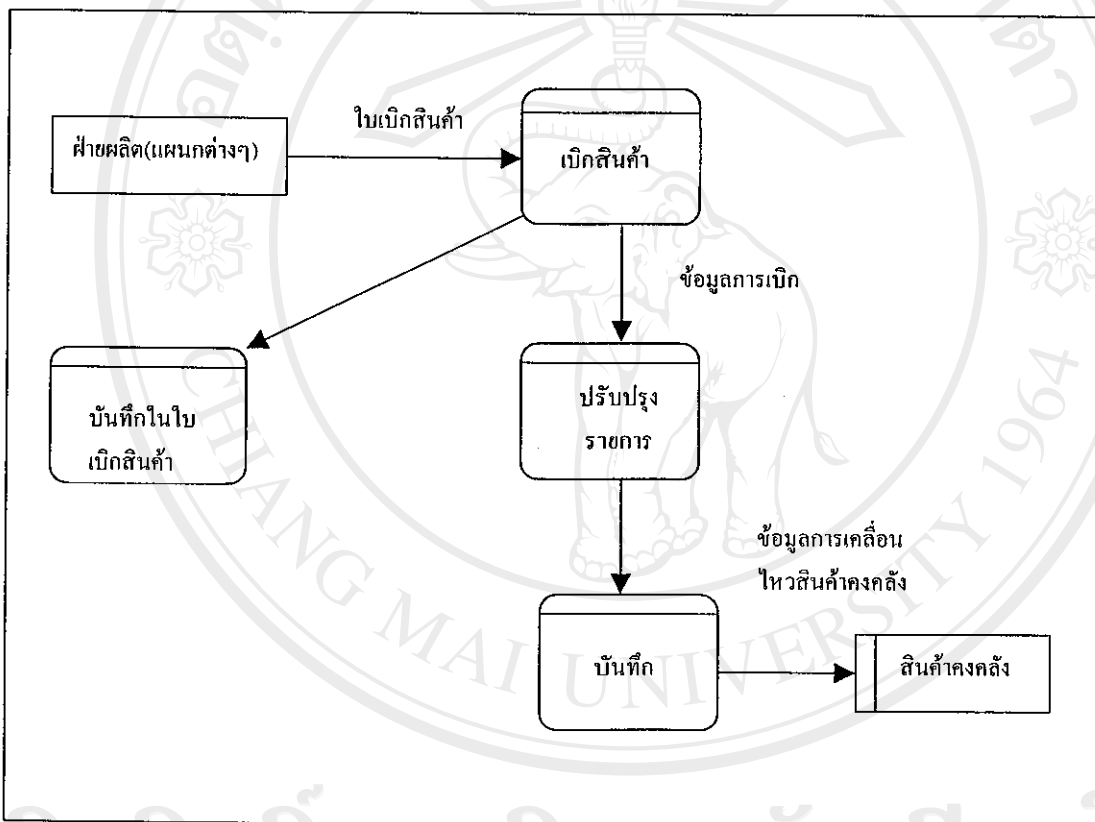 ใบเบิกสินค้า
ฝ่ายผลิต(แผนกต่างๆ)
เบิกสินค้า
ข้อมูลการเบิก
บันทึกในใบ
เบิกสินค้า
ปรับปรุง
รายการ
ข้อมูลการเคลื่อน
ไหวสินค้าคงคลัง
บันทึก
สินค้าคงคลัง
CHIANG MAI UNIVERSITY 1964